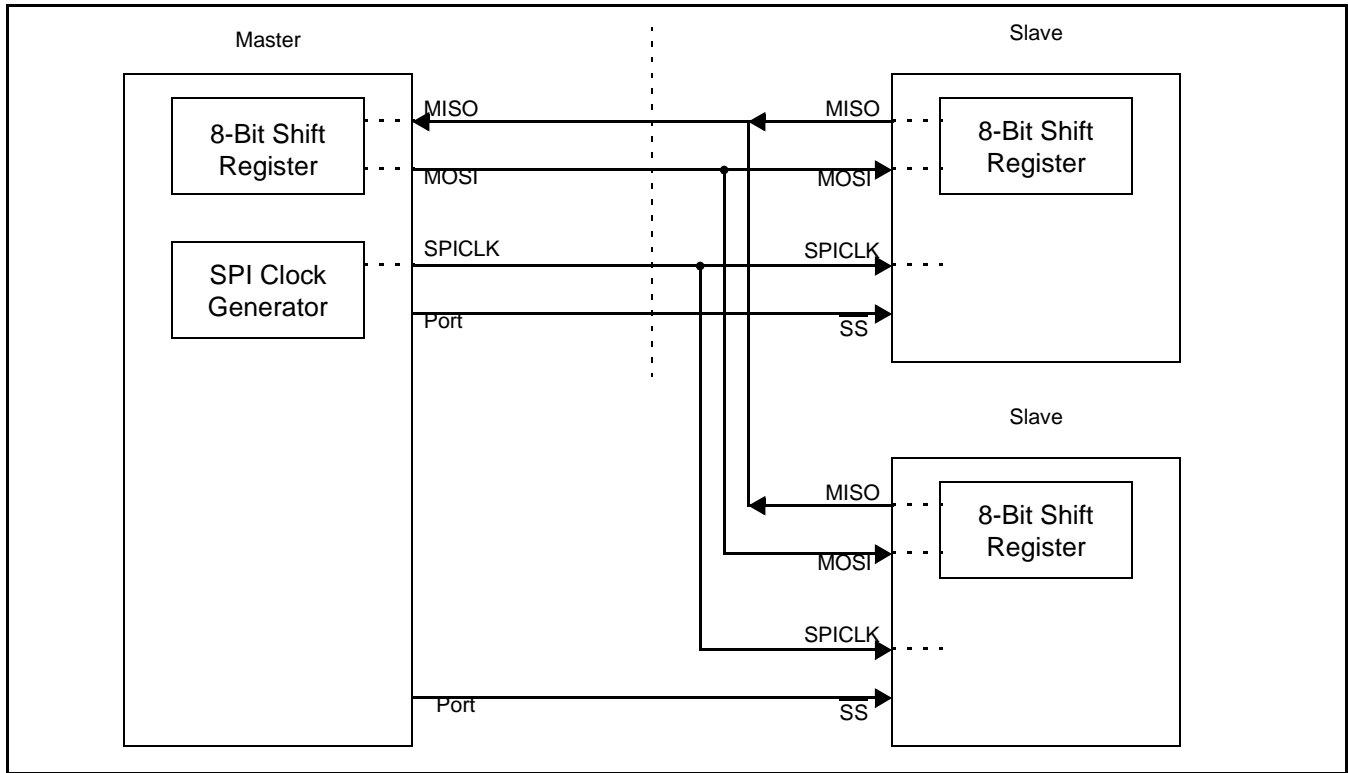 Master
Slave
MISO
MISO
8-Bit Shift
Register
8-Bit Shift
Register
MOSI
MOSI
SPICLK
SPICLK
SPI Clock
Generator
Port
SS
Slave
MISO
8-Bit Shift
Register
MOSI
SPICLK
Port
SS